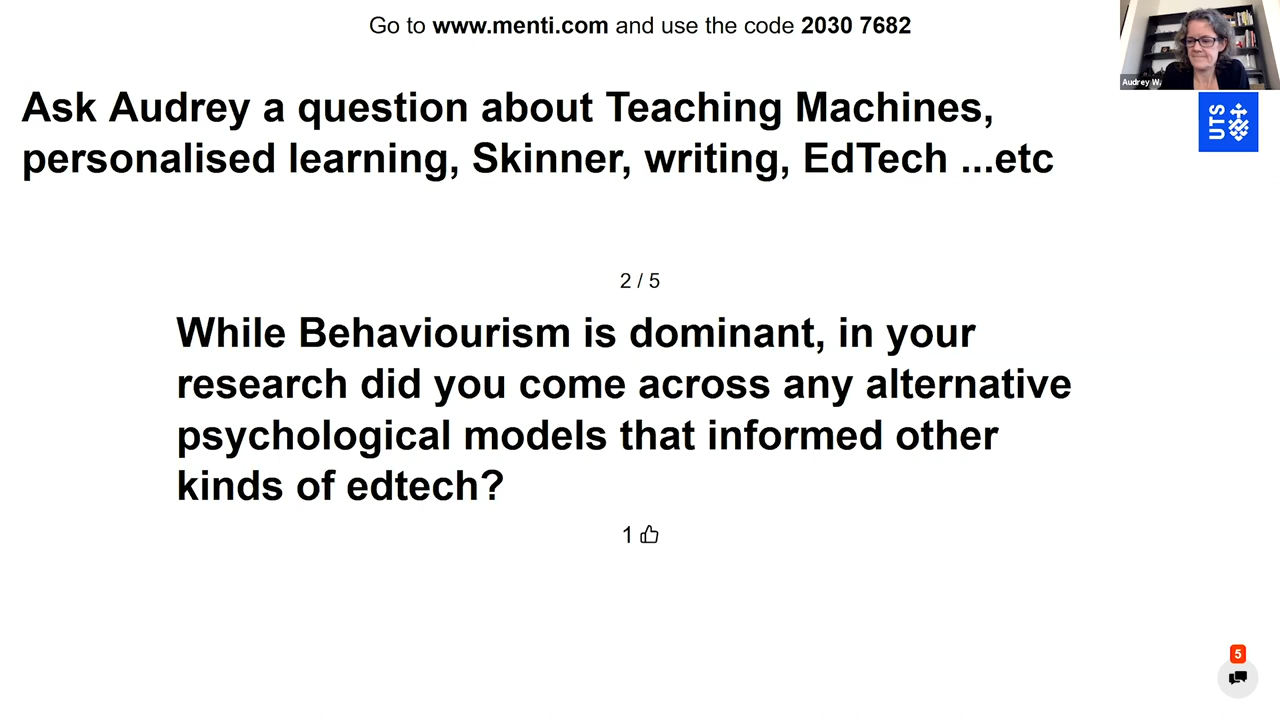 Go to www.menti.com and use the code 2030 7682
Audrey W
Ask Audrey a question about Teaching Machines,
personalised learning, Skinner, writing, EdTech ...etc
UTS
2 / 5
While Behaviourism is dominant, in your
research did you come across any alternative
psychological models that informed other
kinds of edtech?
1
5